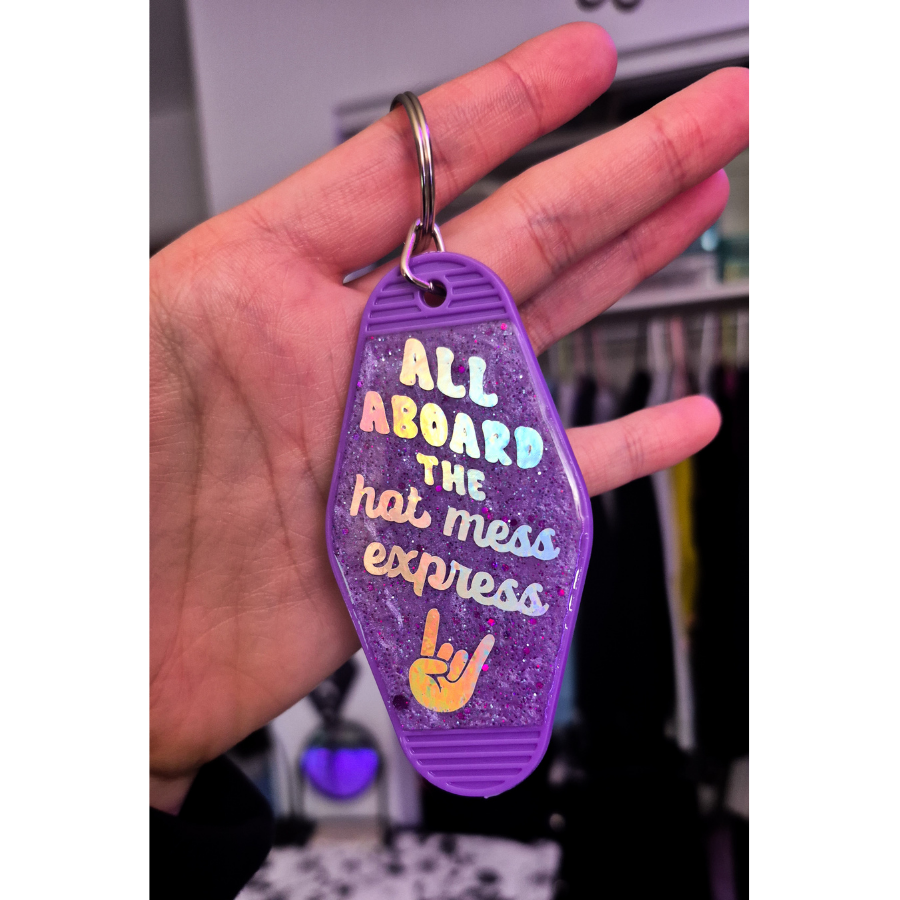 ALL
ABOARD
THE
hot mess
express